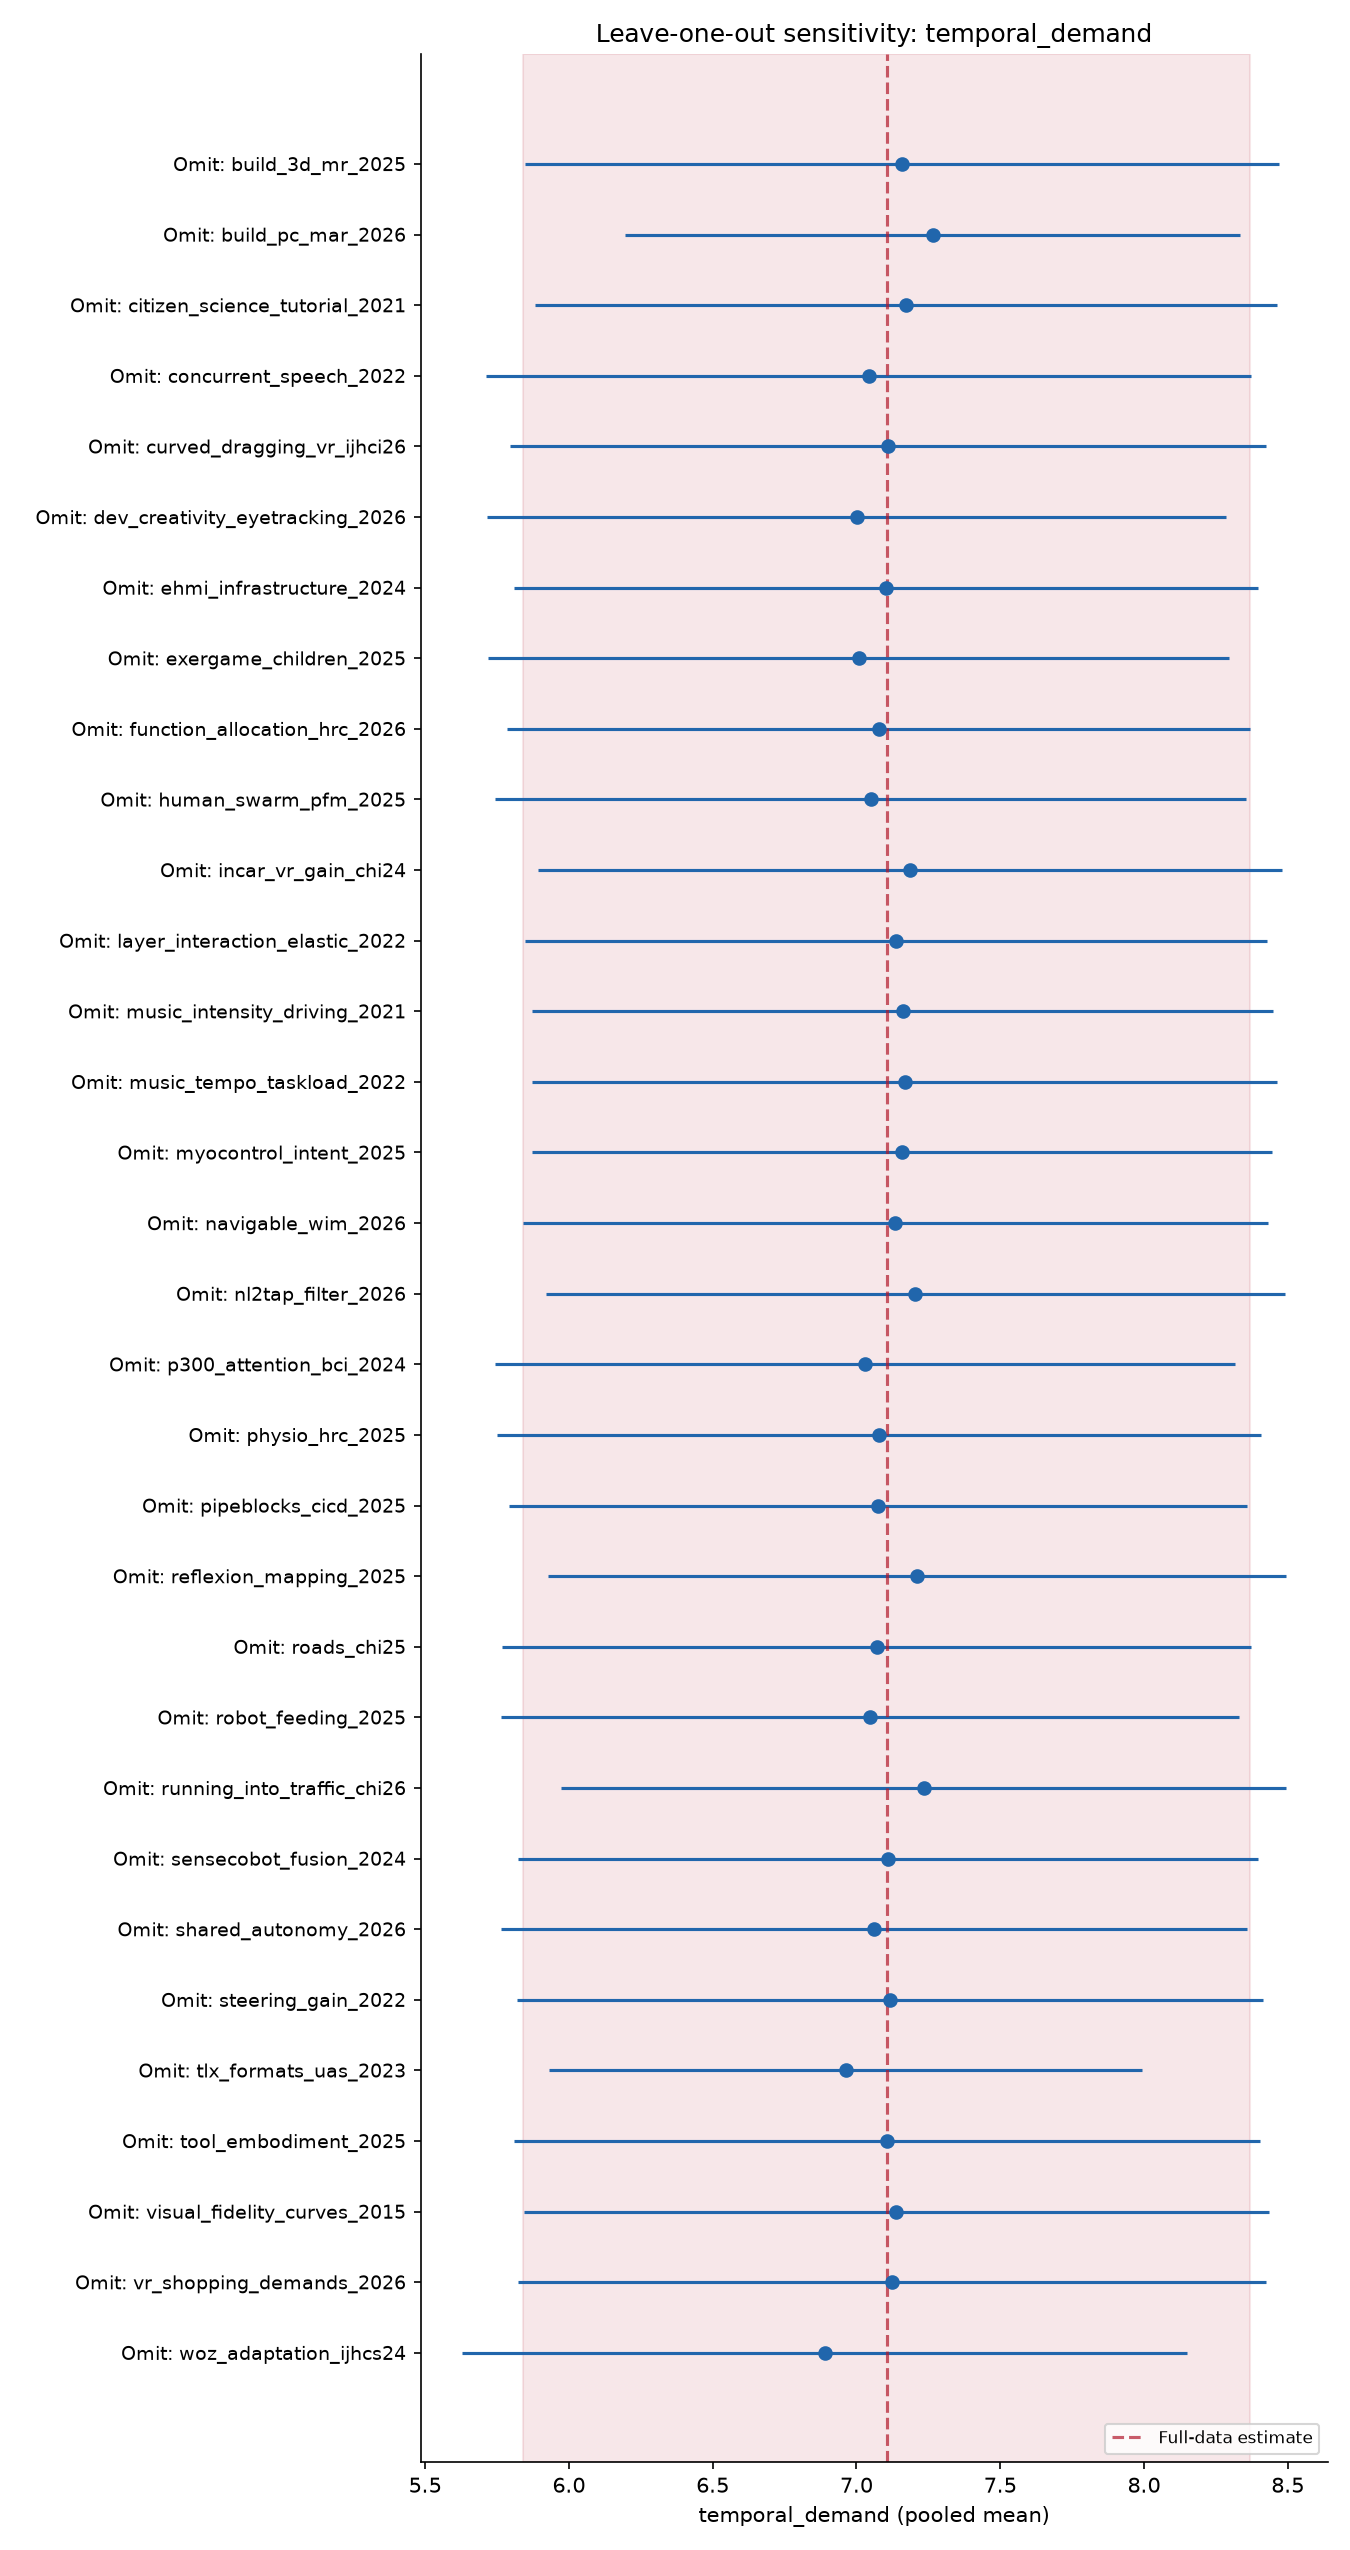 Leave-one-out sensitivity: temporal_demand
Omit: build_3d_mr_2025
Omit: build_pc_mar_2026
Omit: citizen_science_tutorial_2021
Omit: concurrent_speech_2022
Omit: curved_dragging_vr_ijhci26
Omit: dev_creativity_eyetracking_2026
Omit: ehmi_infrastructure_2024
Omit: exergame_children_2025
Omit: function_allocation_hrc_2026
Omit: human_swarm_pfm_2025
Omit: incar_vr_gain_chi24
Omit: layer_interaction_elastic_2022
Omit: music_intensity_driving_2021
Omit: music_tempo_taskload_2022
Omit: myocontrol_intent_2025
Omit: navigable_wim_2026
Omit: nl2tap_filter_2026
Omit: p300_attention_bci_2024
Omit: physio_hrc_2025
Omit: pipeblocks_cicd_2025
Omit: reflexion_mapping_2025
Omit: roads_chi25
Omit: robot_feeding_2025
Omit: running_into_traffic_chi26
Omit: sensecobot_fusion_2024
Omit: shared_autonomy_2026
Omit: steering_gain_2022
Omit: tlx_formats_uas_2023
Omit: tool_embodiment_2025
Omit: visual_fidelity_curves_2015
Omit: vr_shopping_demands_2026
Omit: woz_adaptation_ijhcs24
Full-data estimate
5.5 6.0 6.5 7.0 7.5 8.0 8.5
temporal_demand (pooled mean)